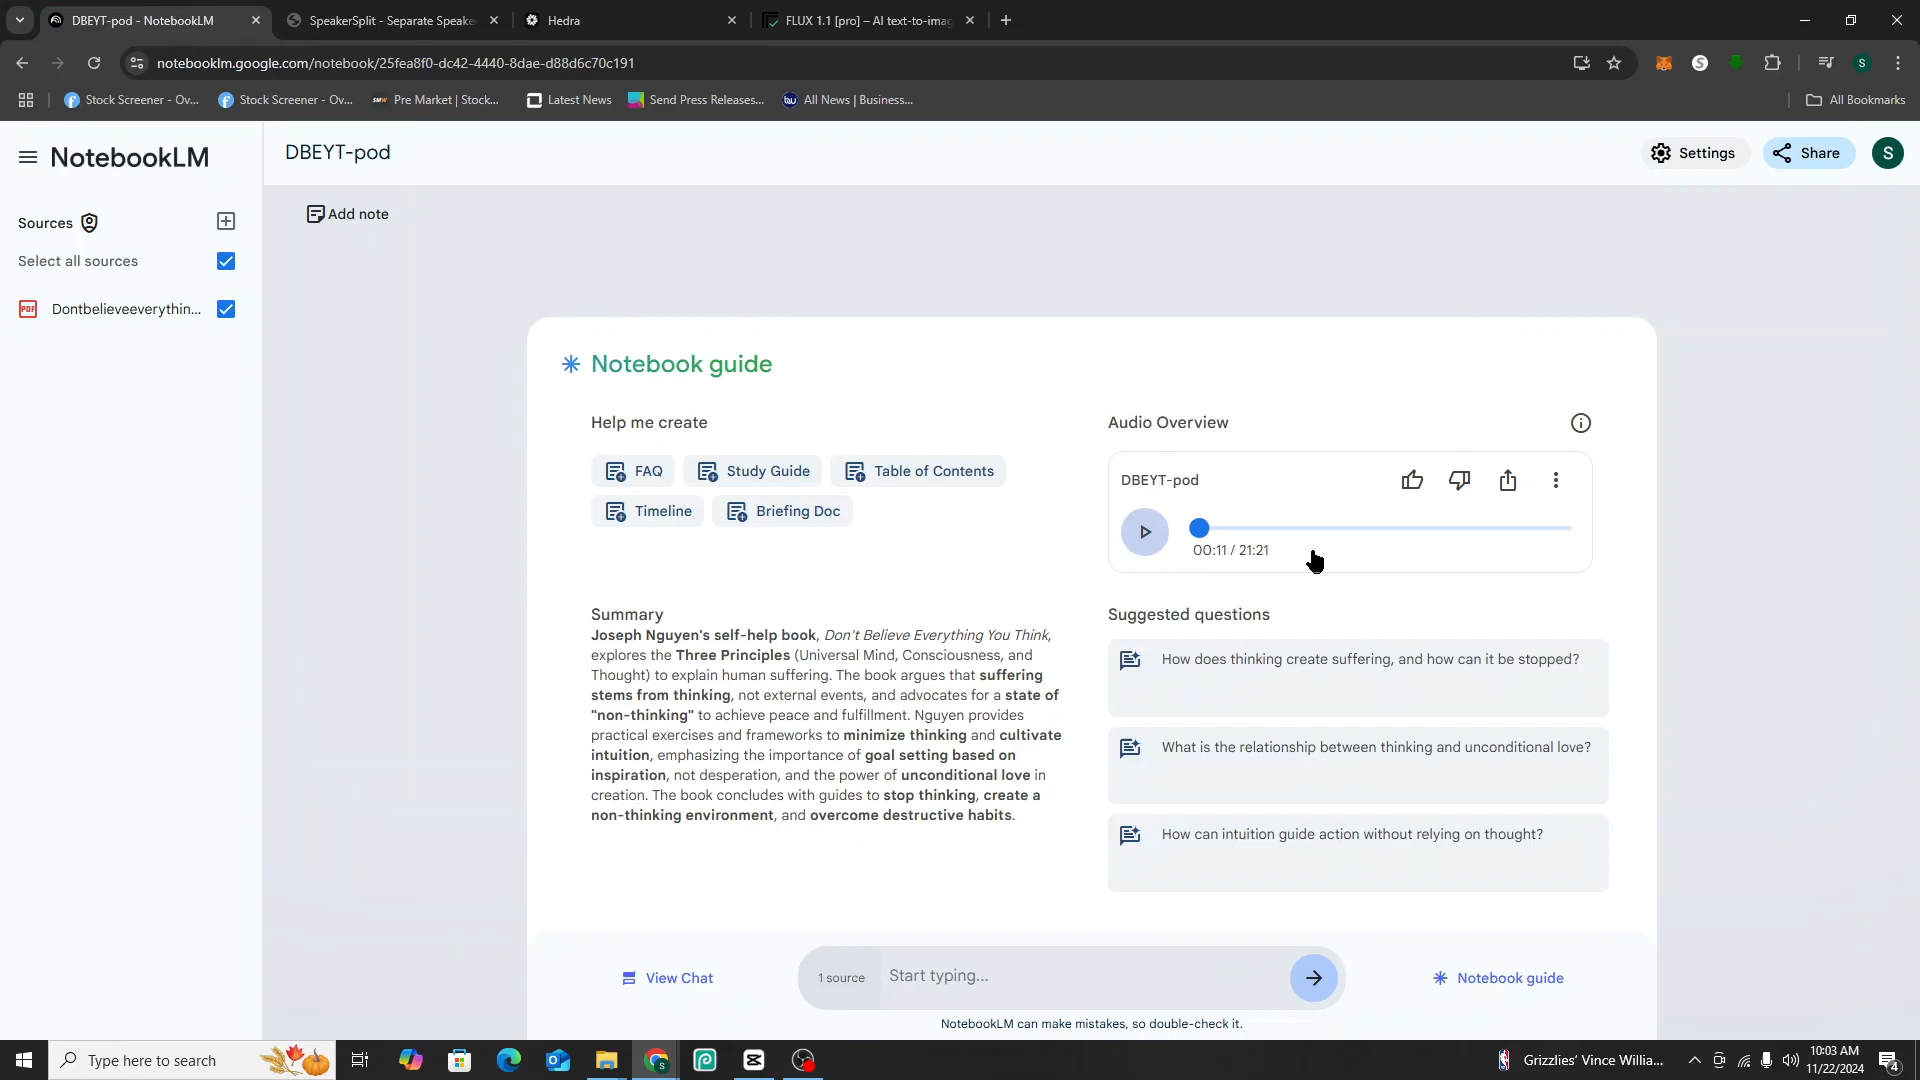 DBEYT-pod - NotebookLM
SpeakerSplit - Separate Speake
Hedra
FLUX 1.1 [pro] – AI text-to-imag
notebooklm.google.com/notebook/25fea8f0-dc42-4440-8dae-d88d6c70c191
S
Stock Screener - Ov...
Stock Screener - Ov...
SMW
Pre Market | Stock...
Latest News
Send Press Releases...
All News | Business...
All Bookmarks
NotebookLM
DBEYT-pod
Settings
Share
S
Sources
Add note
Select all sources
PDF
Dontbelieveeverythin...
Notebook guide
Help me create
FAQ
Study Guide
Table of Contents
Timeline
Briefing Doc
Audio Overview
DBEYT-pod
00:11 / 21:21
Summary
Joseph Nguyen's self-help book, Don't Believe Everything You Think,
explores the Three Principles (Universal Mind, Consciousness, and
Thought) to explain human suffering. The book argues that suffering
stems from thinking, not external events, and advocates for a state of
"non-thinking" to achieve peace and fulfillment. Nguyen provides
practical exercises and frameworks to minimize thinking and cultivate
intuition, emphasizing the importance of goal setting based on
inspiration, not desperation, and the power of unconditional love in
creation. The book concludes with guides to stop thinking, create a
non-thinking environment, and overcome destructive habits.
Suggested questions
How does thinking create suffering, and how can it be stopped?
What is the relationship between thinking and unconditional love?
How can intuition guide action without relying on thought?
View Chat
1 source
Start typing...
Notebook guide
NotebookLM can make mistakes, so double-check it.
Type here to search
Grizzlies' Vince Willia...
10:03 AM
11/22/2024
4